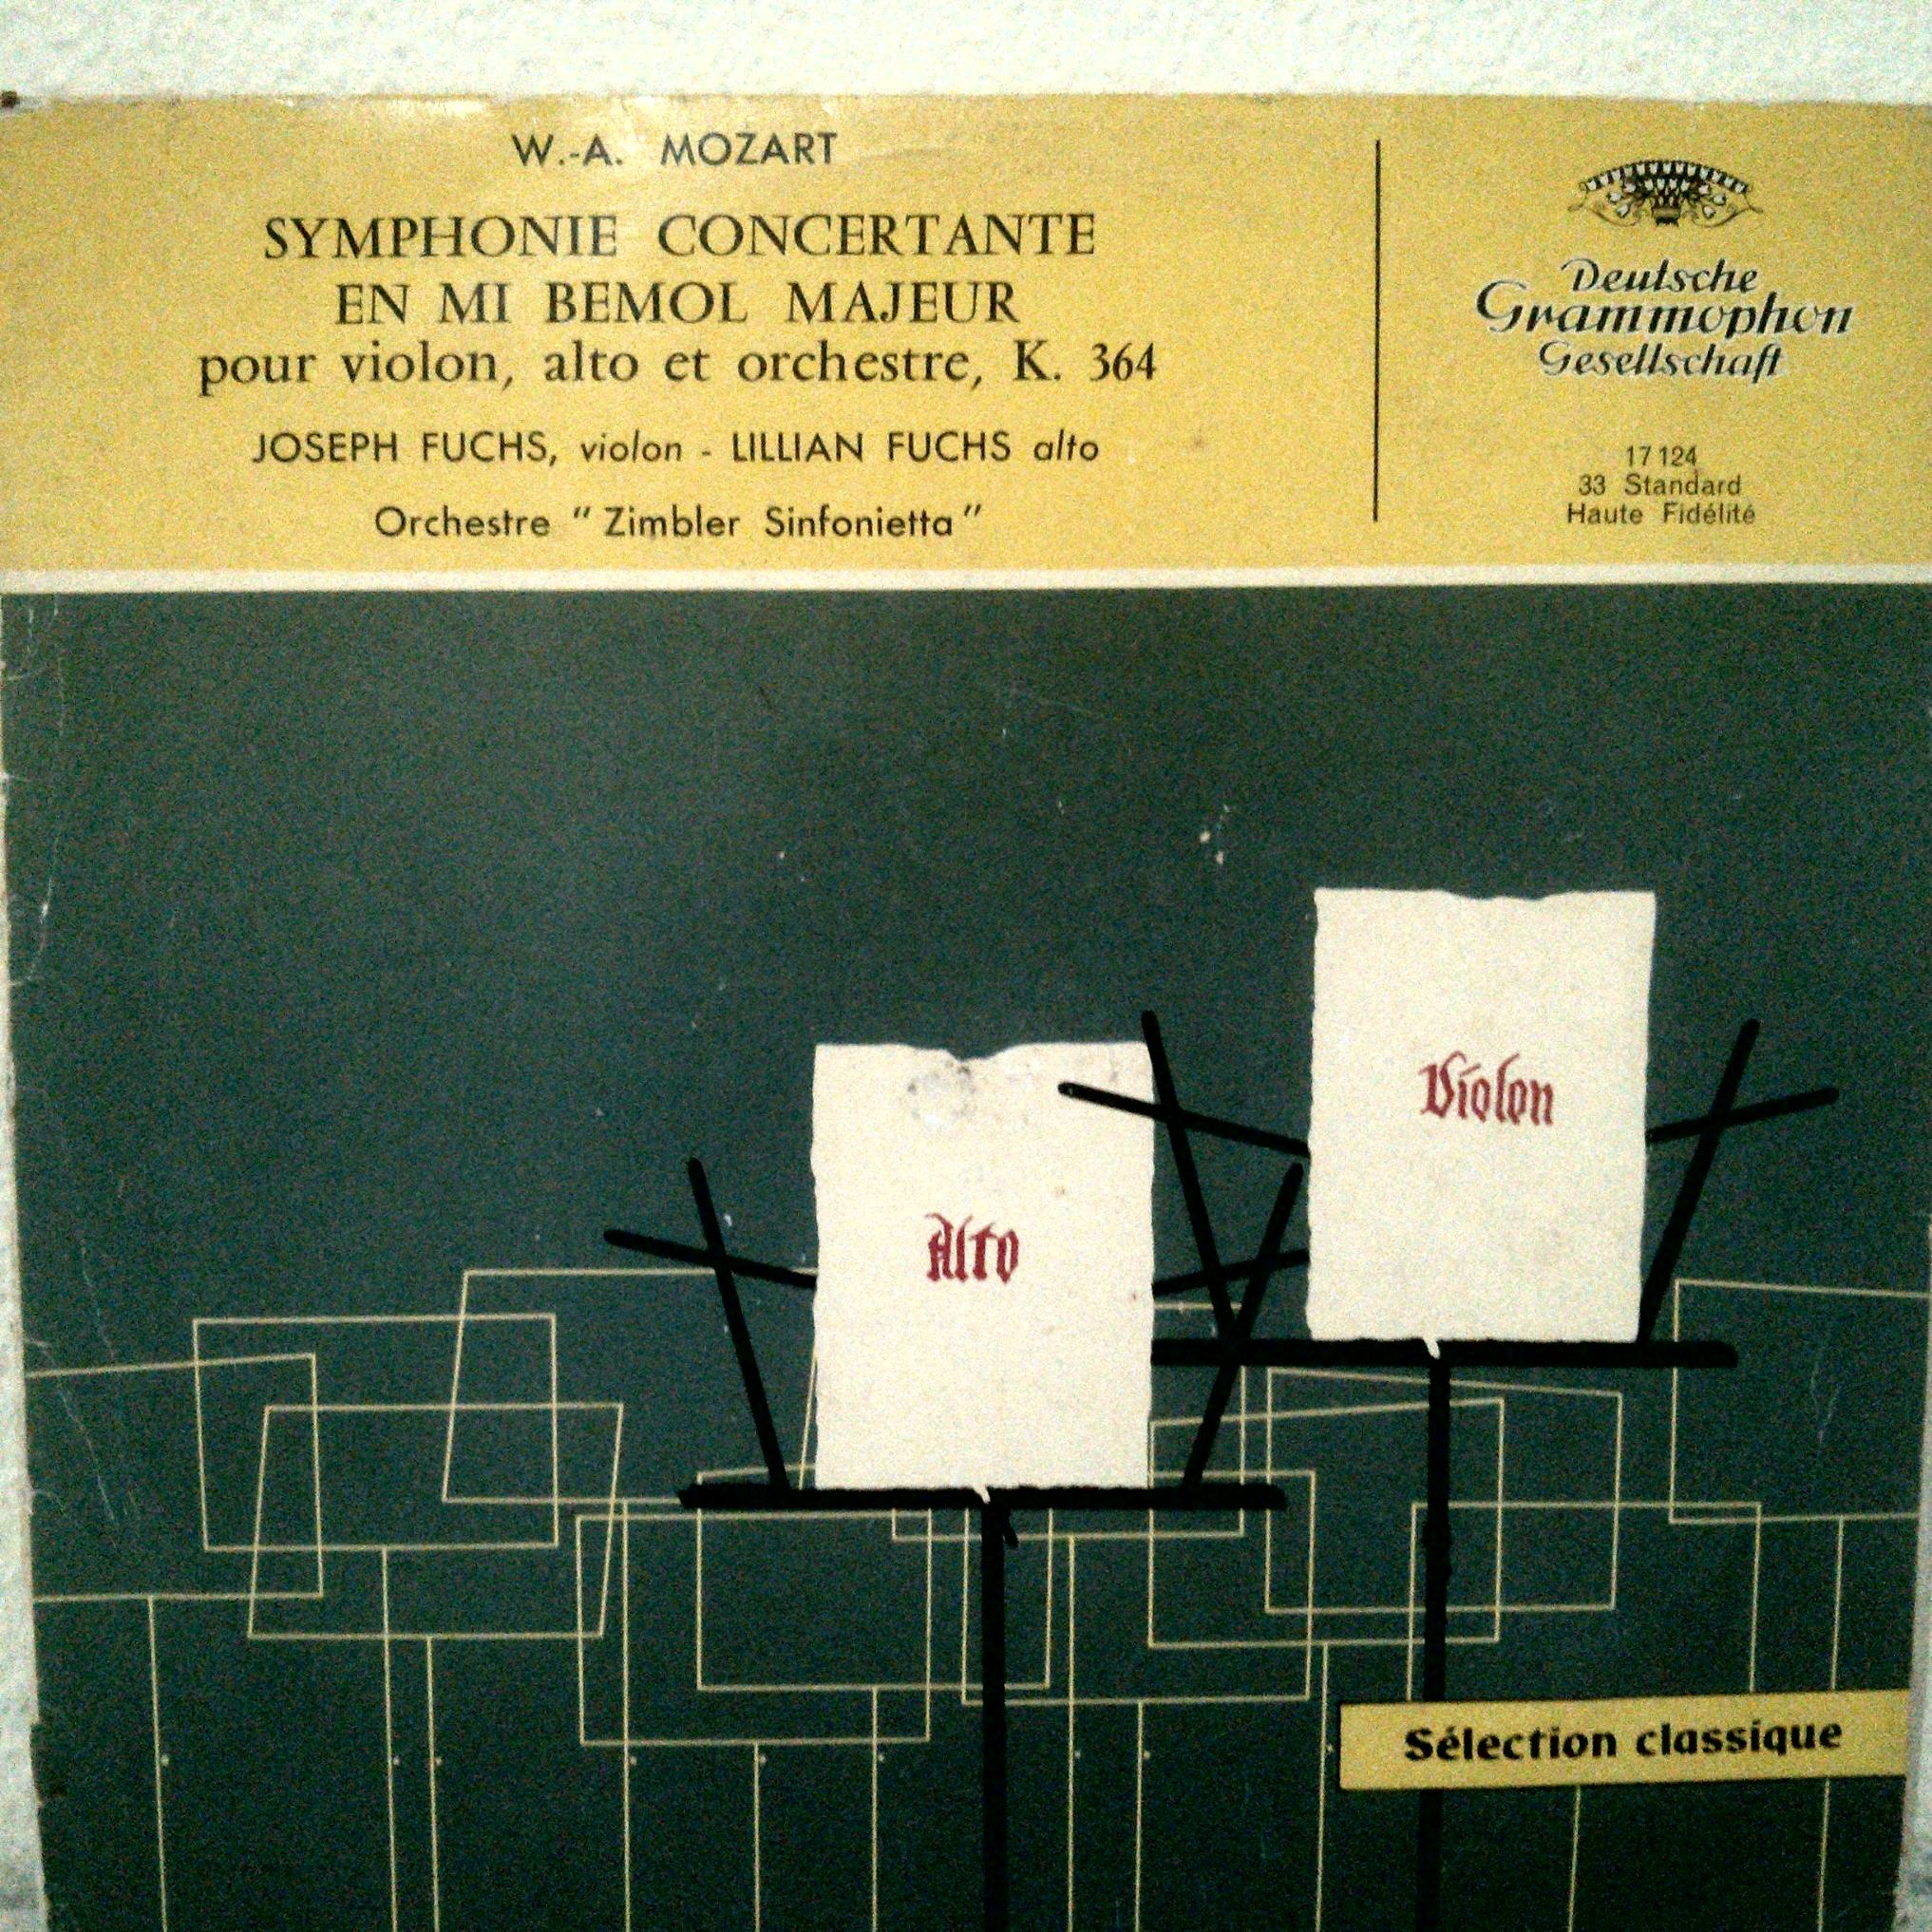 W.-A. MOZART
SYMPHONIE CONCERTANTE
EN MI BEMOL MAJEUR
pour violon, alto et orchestre, K. 364
JOSEPH FUCHS, violon - LILLIAN FUCHS alto
Orchestre " Zimbler Sinfonietta "
Deutsche
Grammophon
Gesellschaft
17 124
33 Standard
Haute Fidélité
Violon
Alto
Sélection classique